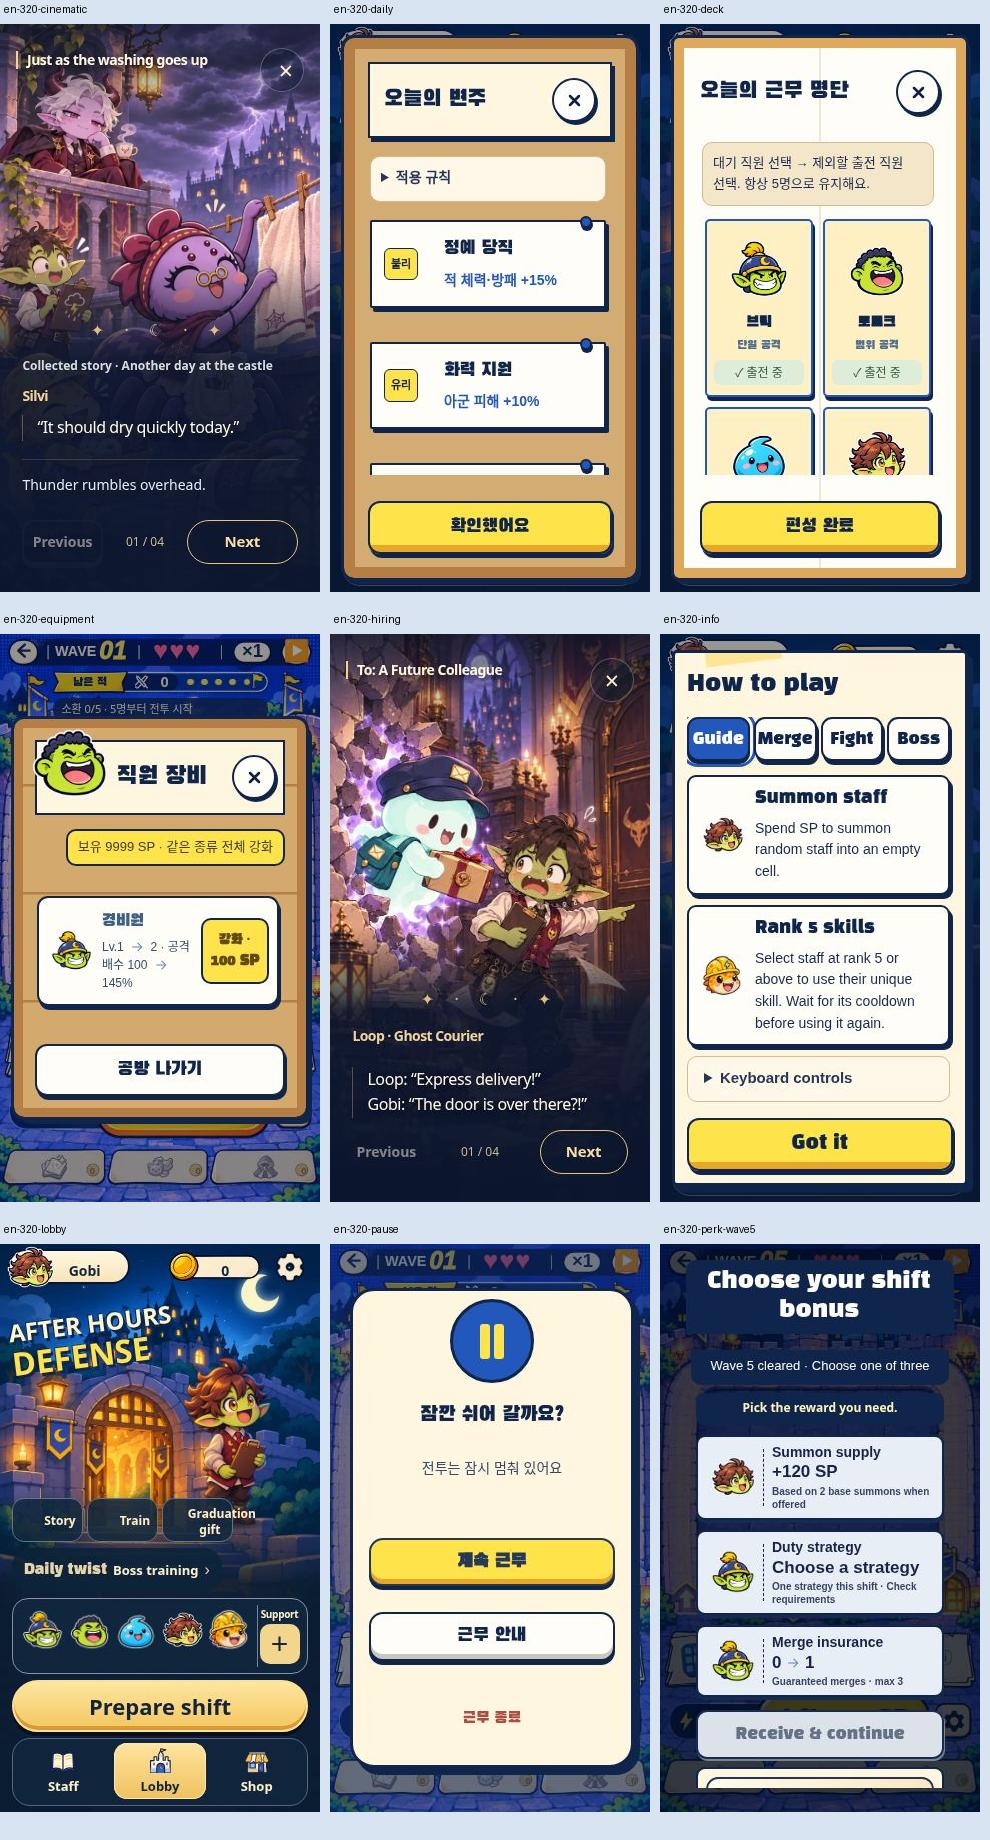 en-320-cinematic
Just as the washing goes up
Collected story · Another day at the castle
Silvi
“It should dry quickly today.”
Thunder rumbles overhead.
Previous
01 / 04
Next
en-320-daily
오늘의 변주
적용 규칙
불리
정예 당직
적 체력·방패 +15%
유리
화력 지원
아군 피해 +10%
확인했어요
en-320-deck
오늘의 근무 명단
대기 직원 선택 → 제외할 출전 직원
선택. 항상 5명으로 유지해요.
브릭
단일 공격
✓ 출전 중
토크
범위 공격
✓ 출전 중
편성 완료
en-320-equipment
WAVE 01
×1
남은 적
0
소환 0/5 · 5명부터 전투 시작
직원 장비
보유 9999 SP · 같은 종류 전체 강화
경비원
Lv.1 → 2 · 공격
배수 100 →
145%
강화 ·
100 SP
공방 나가기
en-320-hiring
To: A Future Colleague
Loop · Ghost Courier
Loop: “Express delivery!”
Gobi: “The door is over there?!”
Previous
01 / 04
Next
en-320-info
How to play
Guide
Merge
Fight
Boss
Summon staff
Spend SP to summon
random staff into an empty
cell.
Rank 5 skills
Select staff at rank 5 or
above to use their unique
skill. Wait for its cooldown
before using it again.
Keyboard controls
Got it
en-320-lobby
Gobi
0
AFTER HOURS
DEFENSE
Story
Train
Graduation
gift
Daily twist Boss training ›
Support
+
Prepare shift
Staff
Lobby
Shop
en-320-pause
WAVE 01
×1
잠깐 쉬어 갈까요?
전투는 잠시 멈춰 있어요
계속 근무
근무 안내
근무 종료
en-320-perk-wave5
WAVE 05
×1
Choose your shift
bonus
Wave 5 cleared · Choose one of three
Pick the reward you need.
Summon supply
+120 SP
Based on 2 base summons when
offered
Duty strategy
Choose a strategy
One strategy this shift · Check
requirements
Merge insurance
0 → 1
Guaranteed merges · max 3
Receive & continue